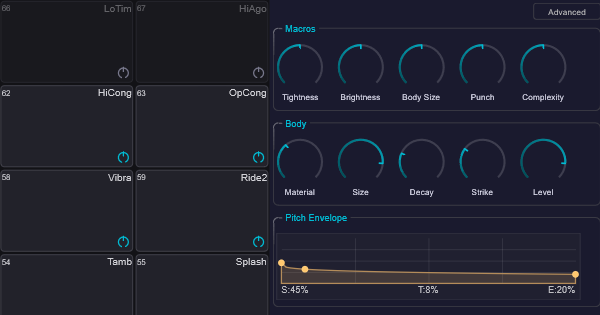 66 LoTim 67 HiAgo
Advanced
Macros
Tightness Brightness Body Size Punch Complexity
62 HiCong 63 OpCong
Body
Material Size Decay Strike Level
58 Vibra 59 Ride2
Pitch Envelope
54 Tamb 55 Splash
S:45% T:8% E:20%